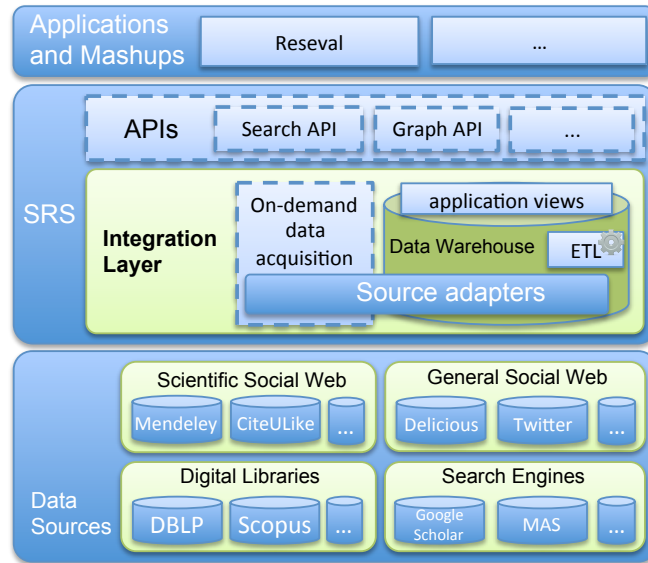 Applications
and Mashups
Reseval
...
SRS
APIs
Search API
Graph API
...
Integration
Layer
On-demand
data
acquisition
application views
Data Warehouse
ETL
Source adapters
Data
Sources
Scientific Social Web
Mendeley
CiteULike
...
General Social Web
Delicious
Twitter
...
Digital Libraries
DBLP
Scopus
...
Search Engines
Google
Scholar
MAS
...